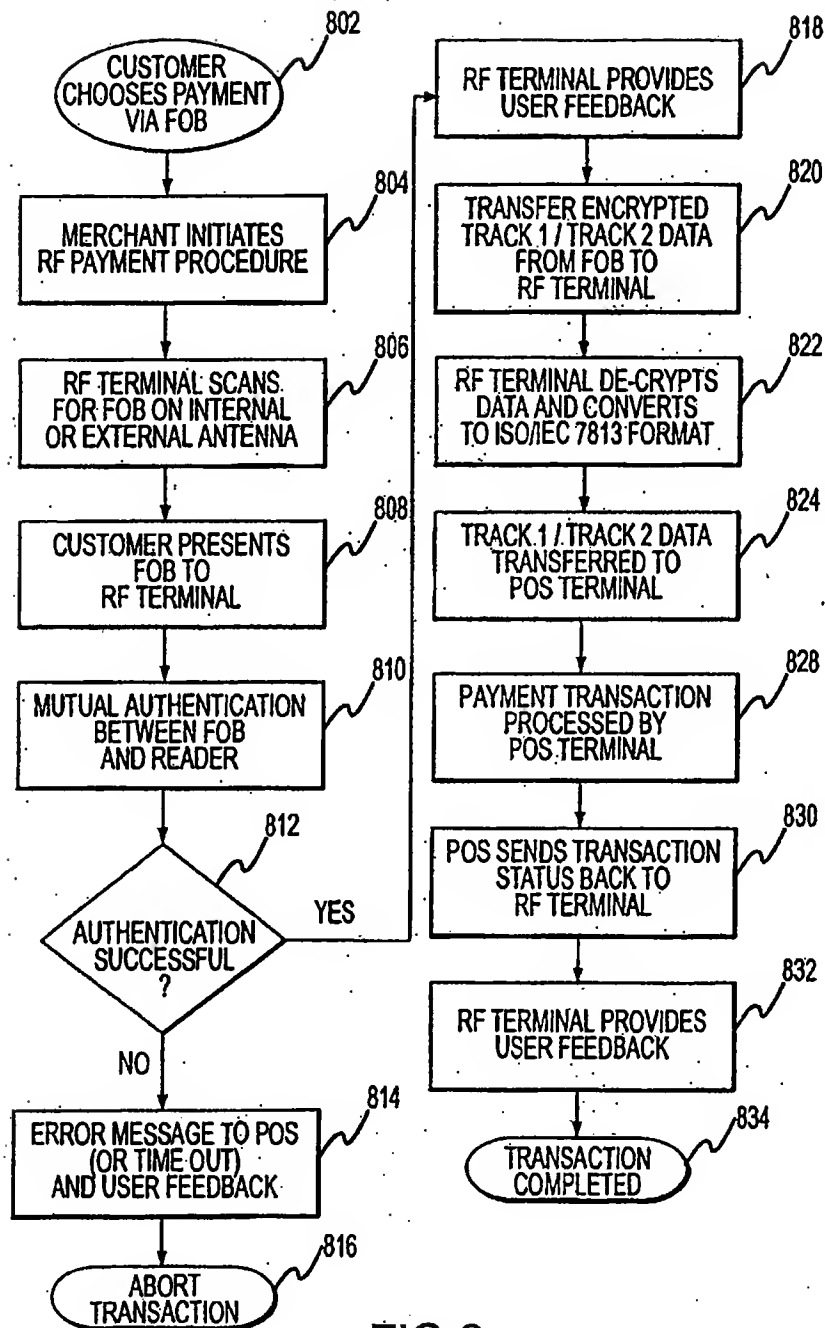 802
CUSTOMER
CHOOSES PAYMENT
VIA FOB
804
MERCHANT INITIATES
RF PAYMENT PROCEDURE
806
RF TERMINAL SCANS
FOR FOB ON INTERNAL
OR EXTERNAL ANTENNA
808
CUSTOMER PRESENTS
FOB TO
RF TERMINAL
810
MUTUAL AUTHENTICATION
BETWEEN FOB
AND READER
812
AUTHENTICATION
SUCCESSFUL
?
YES
NO
814
ERROR MESSAGE TO POS
(OR TIME OUT)
AND USER FEEDBACK
816
ABORT
TRANSACTION
818
RF TERMINAL PROVIDES
USER FEEDBACK
820
TRANSFER ENCRYPTED
TRACK 1 / TRACK 2 DATA
FROM FOB TO
RF TERMINAL
822
RF TERMINAL DE-CRYPTS
DATA AND CONVERTS
TO ISO/IEC 7813 FORMAT
824
TRACK 1 / TRACK 2 DATA
TRANSFERRED TO
POS TERMINAL
828
PAYMENT TRANSACTION
PROCESSED BY
POS TERMINAL
830
POS SENDS TRANSACTION
STATUS BACK TO
RF TERMINAL
832
RF TERMINAL PROVIDES
USER FEEDBACK
834
TRANSACTION
COMPLETED